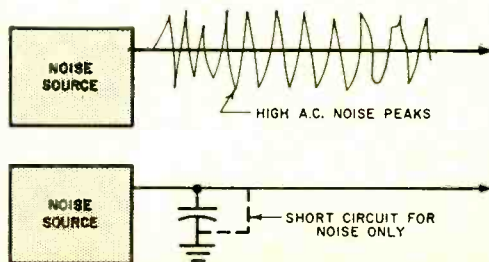 NOISE
SOURCE
HIGH A.C. NOISE PEAKS
NOISE
SOURCE
SHORT CIRCUIT FOR
NOISE ONLY